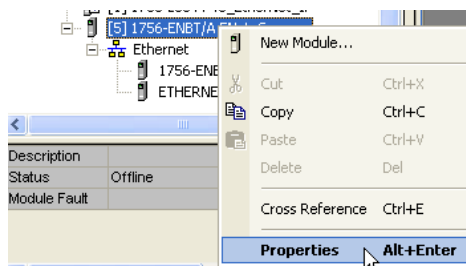 [5] 1756-ENBT/A
Ethernet
1756-ENB
ETHERNE
Description
Status Offline
Module Fault
New Module...
Cut Ctrl+X
Copy Ctrl+C
Paste Ctrl+V
Delete Del
Cross Reference Ctrl+E
Properties Alt+Enter